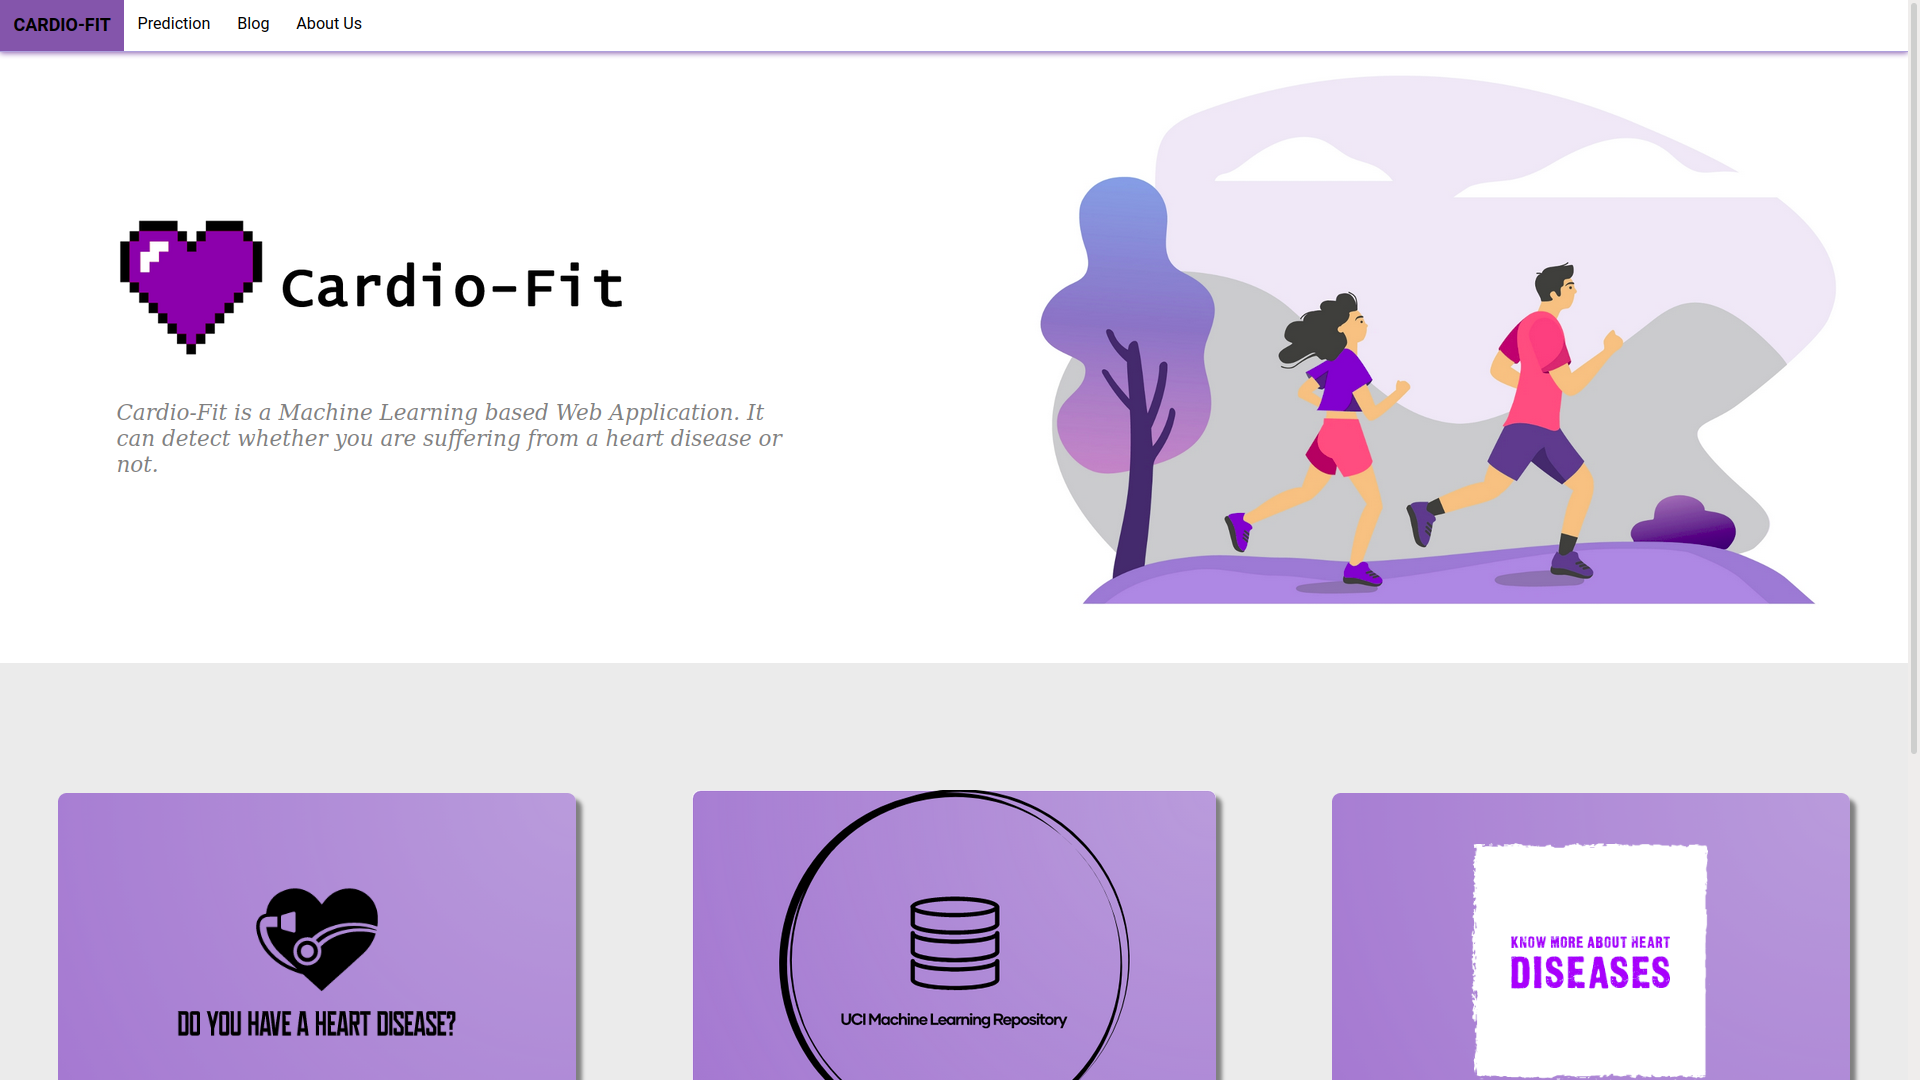 CARDIO-FIT Prediction Blog About Us
Cardio-Fit
Cardio-Fit is a Machine Learning based Web Application. It
can detect whether you are suffering from a heart disease or
not.
DO YOU HAVE A HEART DISEASE?
UCI Machine Learning Repository
KNOW MORE ABOUT HEART
DISEASES